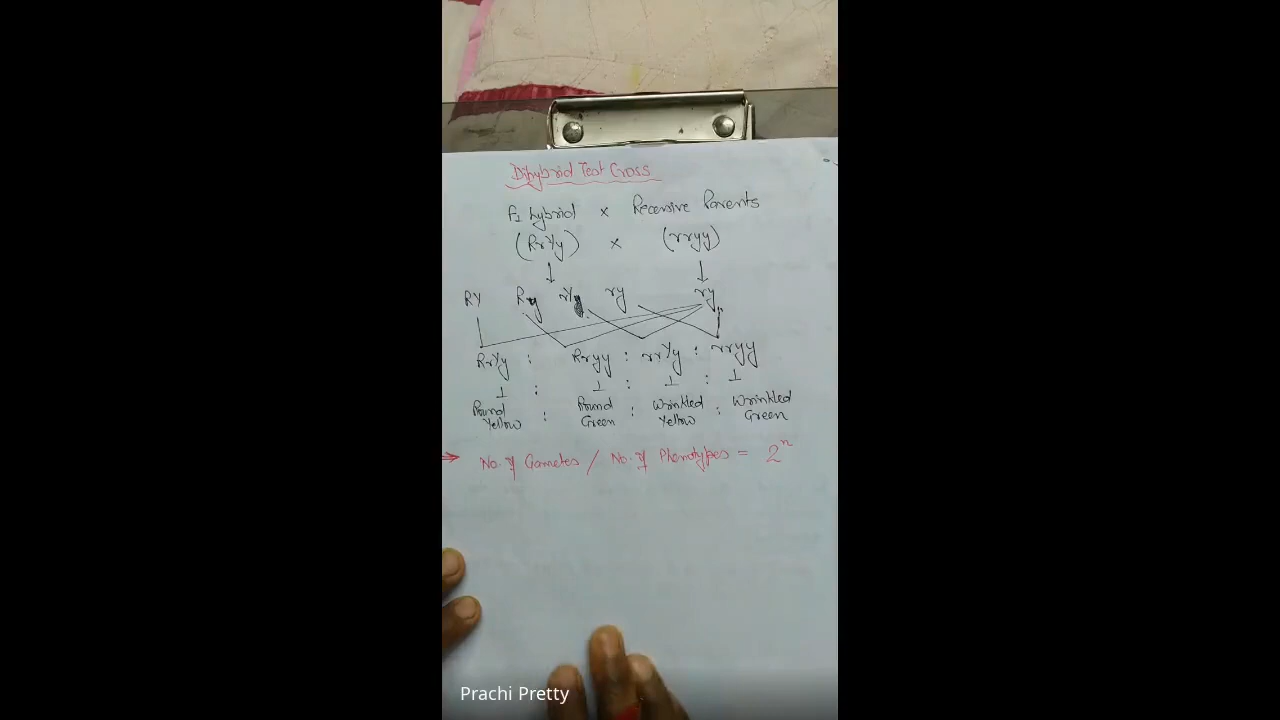 Dihybrid Test Cross
F1 hybrid × Recessive Parents
(RrYy) × (rryy)
RY Ry rY ry ry
RrYy : Rryy : rrYy : rryy
1 : 1 : 1 : 1
Round Yellow : Round Green : Wrinkled Yellow : Wrinkled Green
⇒ No. of Gametes / No. of Phenotypes = 2^n
Prachi Pretty